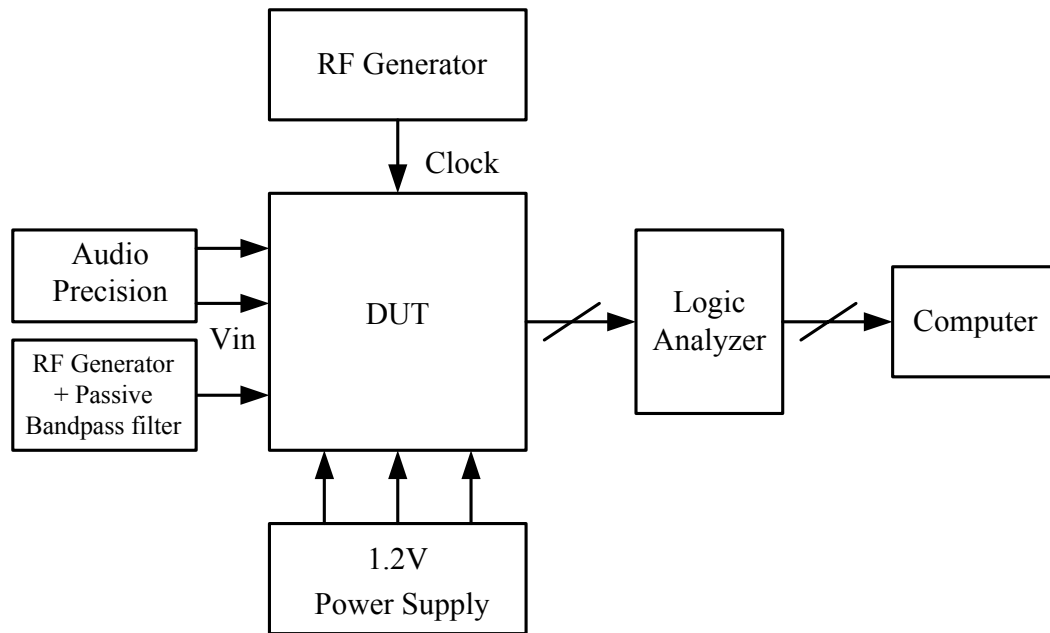 RF Generator
Clock
Audio
Precision
Vin
RF Generator
+ Passive
Bandpass filter
DUT
Logic
Analyzer
Computer
1.2V
Power Supply